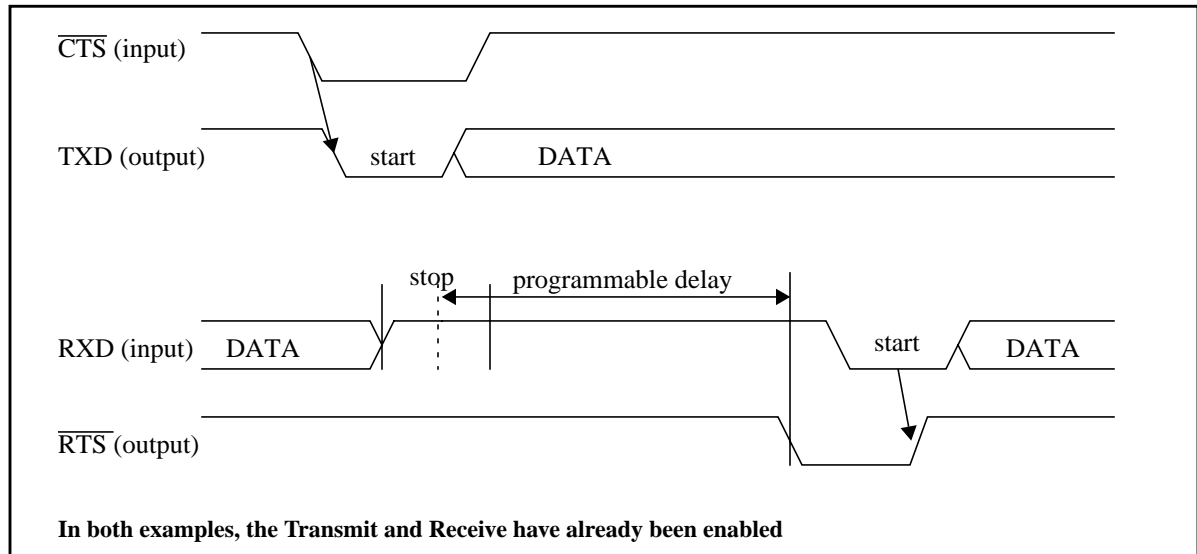 CTS (input)
TXD (output)
start
DATA
stop
programmable delay
RXD (input)
DATA
start
DATA
RTS (output)
In both examples, the Transmit and Receive have already been enabled